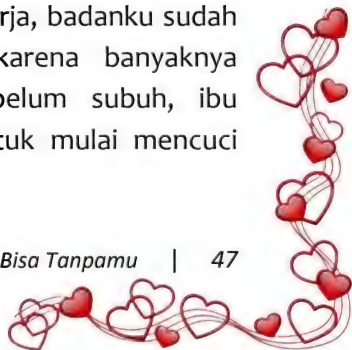 rja, badanku sudah
karena banyaknya
belum subuh, ibu
tuk mulai mencuci
Bisa Tanpamu | 47